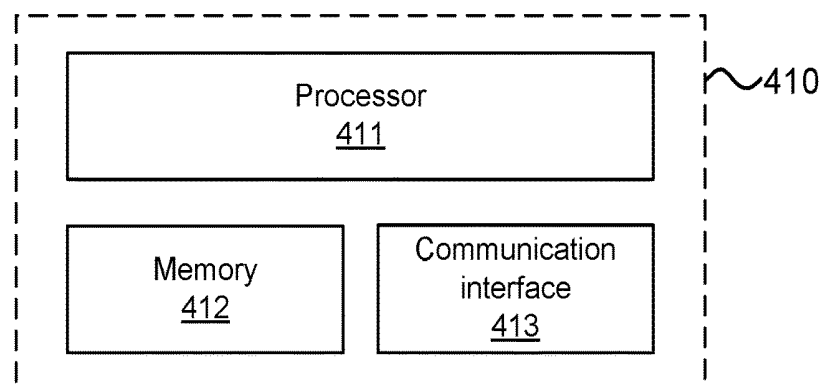 Processor
411
410
Memory
412
Communication
interface
413